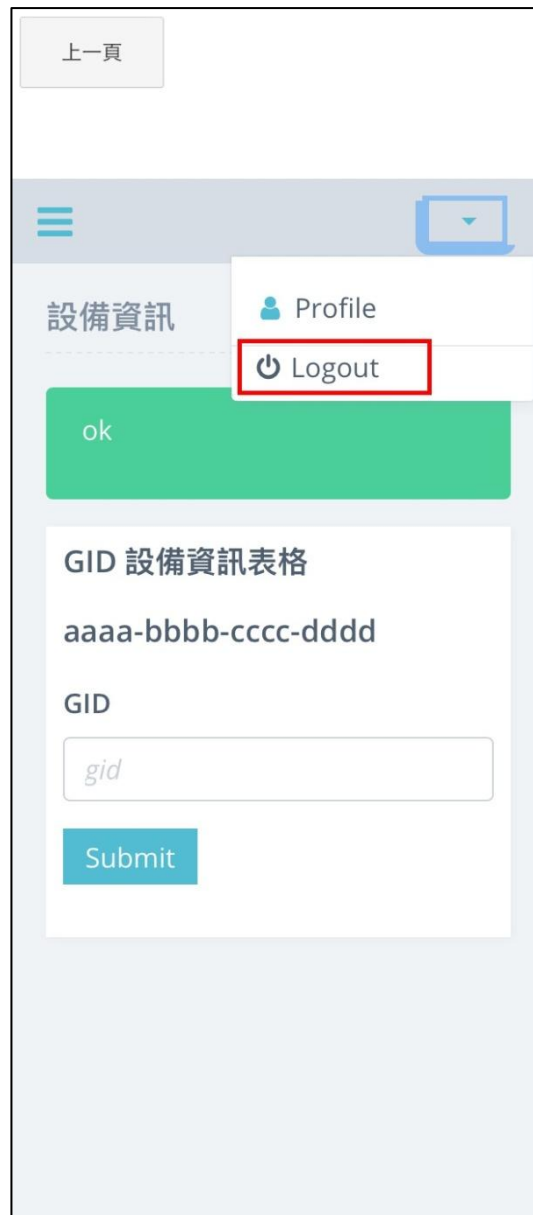 上一頁
設備資訊
Profile
Logout
ok
GID 設備資訊表格
aaaa-bbbb-cccc-dddd
GID
gid
Submit